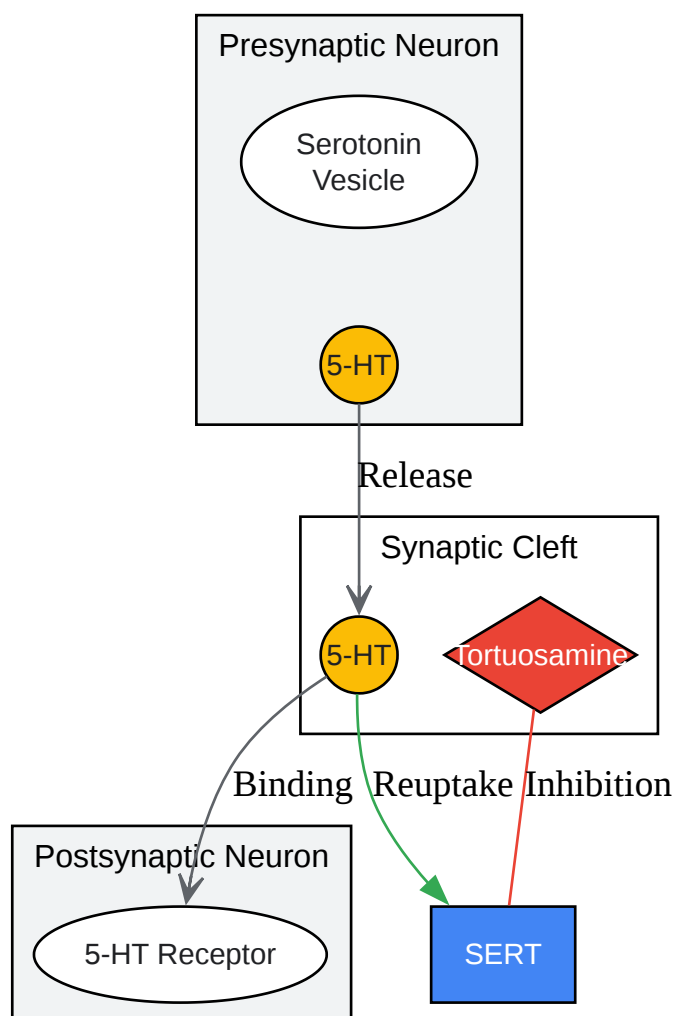 Presynaptic Neuron
Serotonin
Vesicle
5-HT
Release
Synaptic Cleft
5-HT
Tortuosamine
Binding
Reuptake
Inhibition
Postsynaptic Neuron
5-HT Receptor
SERT